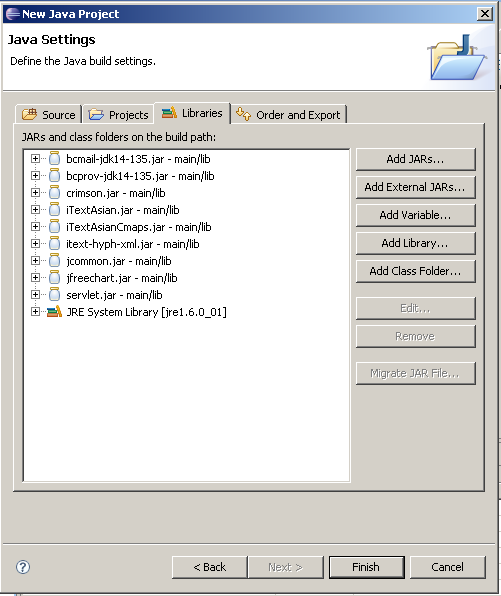 New Java Project
Java Settings
Define the Java build settings.
Source Projects Libraries Order and Export
JARs and class folders on the build path:
bcmail-jdk14-135.jar - main/lib
bcprov-jdk14-135.jar - main/lib
crimson.jar - main/lib
iTextAsian.jar - main/lib
iTextAsianCmaps.jar - main/lib
itext-hyph-xml.jar - main/lib
jcommon.jar - main/lib
jfreechart.jar - main/lib
servlet.jar - main/lib
JRE System Library [jre1.6.0_01]
Add JARs...
Add External JARs...
Add Variable...
Add Library...
Add Class Folder...
Edit...
Remove
Migrate JAR File...
? < Back Next > Finish Cancel